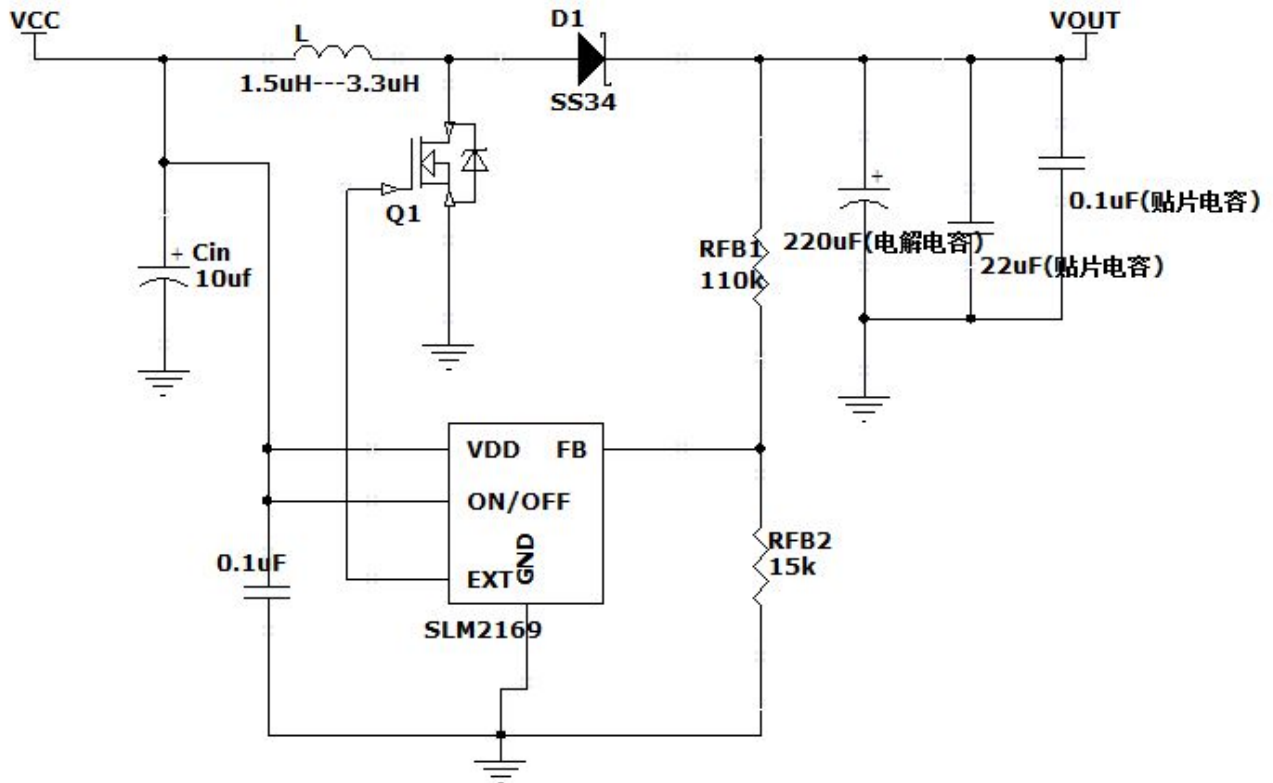 VCC
L
1.5uH---3.3uH
D1
SS34
VOUT
Q1
+ Cin
10uf
RFB1
110k
+
220uF(电解电容)
22uF(贴片电容)
0.1uF(贴片电容)
VDD FB
ON/OFF
EXT
GND
SLM2169
0.1uF
RFB2
15k